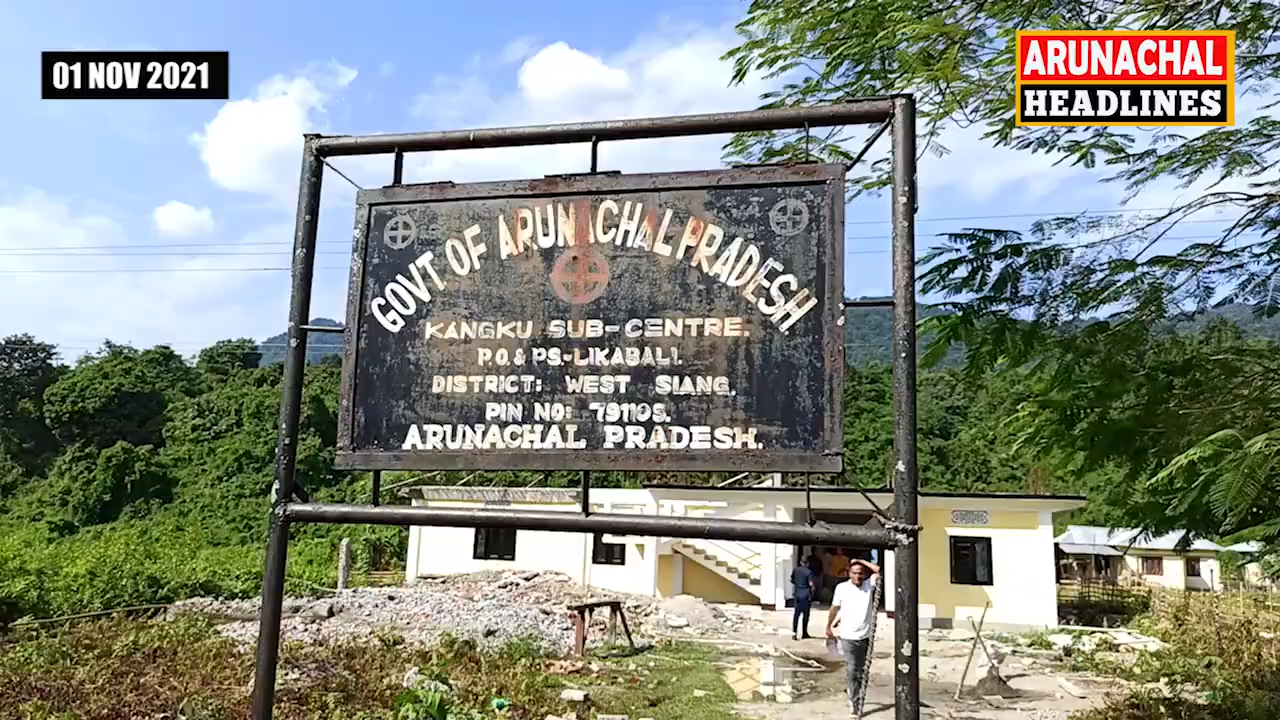 01 NOV 2021
ARUNACHAL
HEADLINES
GOVT OF ARUNACHAL PRADESH
KANGKU SUB-CENTRE.
P.O. & PS-LIKABALI.
DISTRICT: WEST SIANG.
PIN NO: 791105.
ARUNACHAL PRADESH.